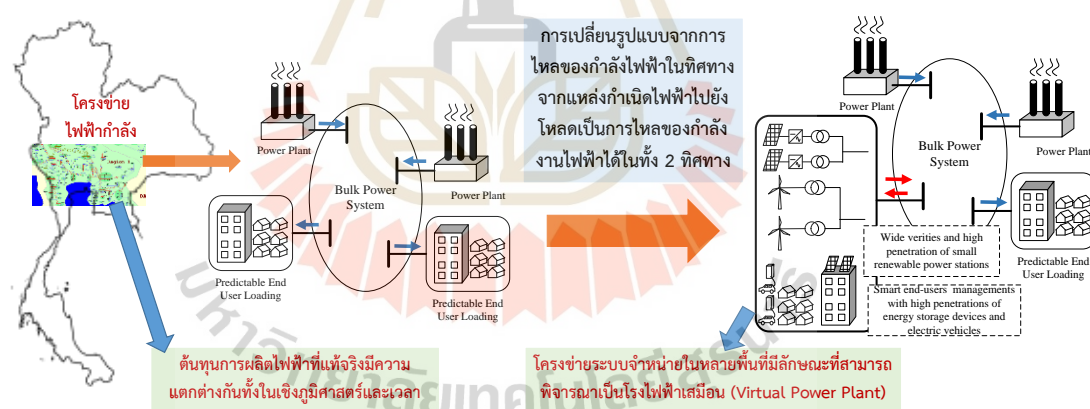 โครงข่าย
ไฟฟ้ากำลัง
Power Plant
Bulk Power
System
Power Plant
Predictable End
User Loading
Predictable End
User Loading
ต้นทุนการผลิตไฟฟ้าที่แท้จริงมีความ
แตกต่างกันทั้งในเชิงภูมิศาสตร์และเวลา
การเปลี่ยนรูปแบบจากการ
ไหลของกำลังไฟฟ้าในทิศทาง
จากแหล่งกำเนิดไฟฟ้าไปยัง
โหลดเป็นการไหลของกำลัง
งานไฟฟ้าได้ในทั้ง 2 ทิศทาง
Power Plant
Bulk Power
System
Power Plant
Wide verities and high
penetration of small
renewable power stations
Smart end-users managements
with high penetrations of
energy storage devices and
electric vehicles
Predictable End
User Loading
โครงข่ายระบบจำหน่ายในหลายพื้นที่มีลักษณะที่สามารถ
พิจารณาเป็นโรงไฟฟ้าเสมือน (Virtual Power Plant)